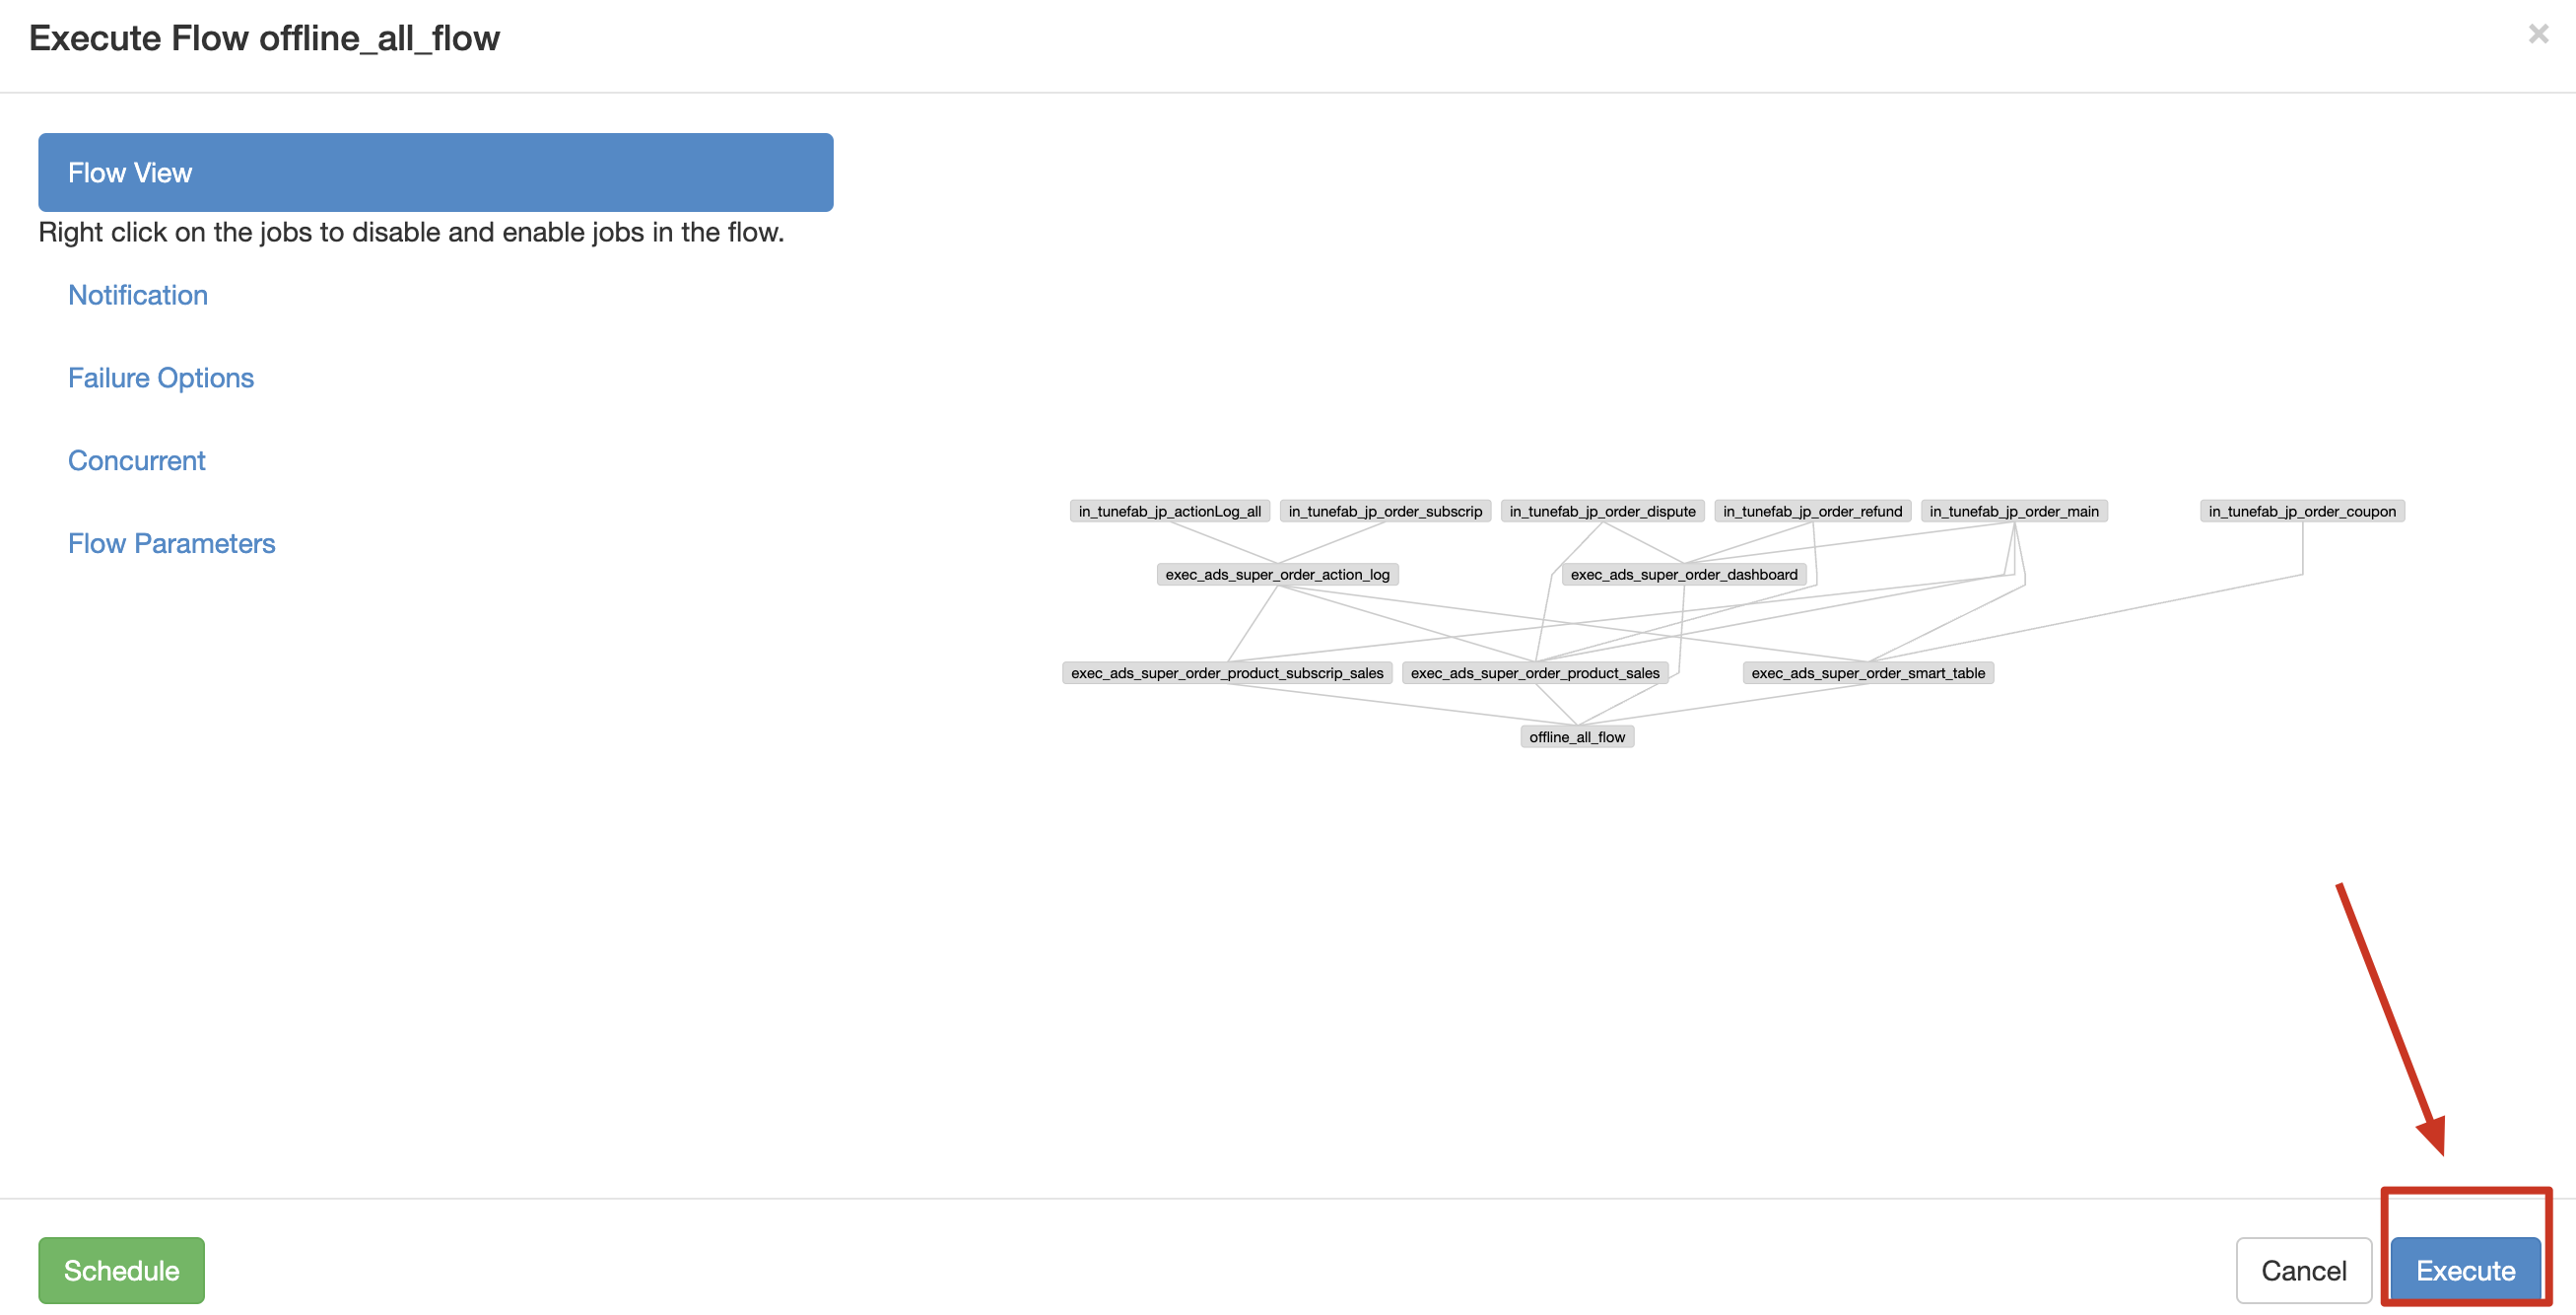 Execute Flow offline_all_flow
×
Flow View
Right click on the jobs to disable and enable jobs in the flow.
Notification
Failure Options
Concurrent
Flow Parameters
in_tunefab_jp_actionLog_all in_tunefab_jp_order_subscrip in_tunefab_jp_order_dispute in_tunefab_jp_order_refund in_tunefab_jp_order_main in_tunefab_jp_order_coupon
exec_ads_super_order_action_log exec_ads_super_order_dashboard
exec_ads_super_order_product_subscrip_sales exec_ads_super_order_product_sales exec_ads_super_order_smart_table
offline_all_flow
Schedule Cancel Execute